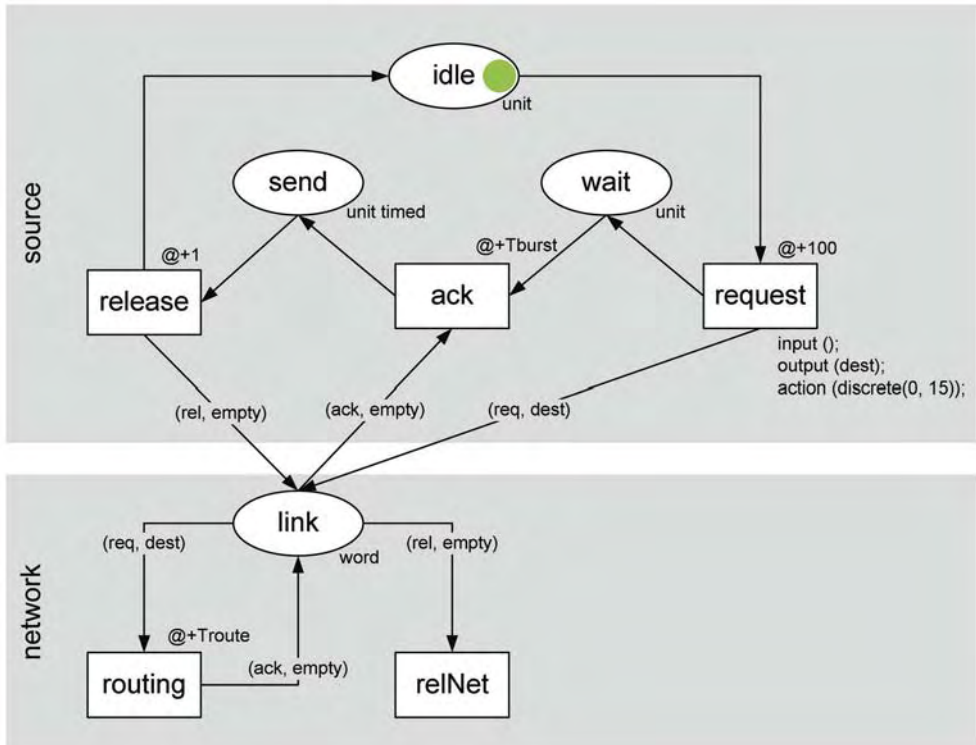 idle
unit
source
send
unit timed
wait
unit
@+1
release
@+Tburst
ack
@+100
request
input ();
output (dest);
action (discrete(0, 15));
(rel, empty)
(ack, empty)
(req, dest)
network
link
word
(req, dest)
(rel, empty)
@+Troute
routing
(ack, empty)
relNet